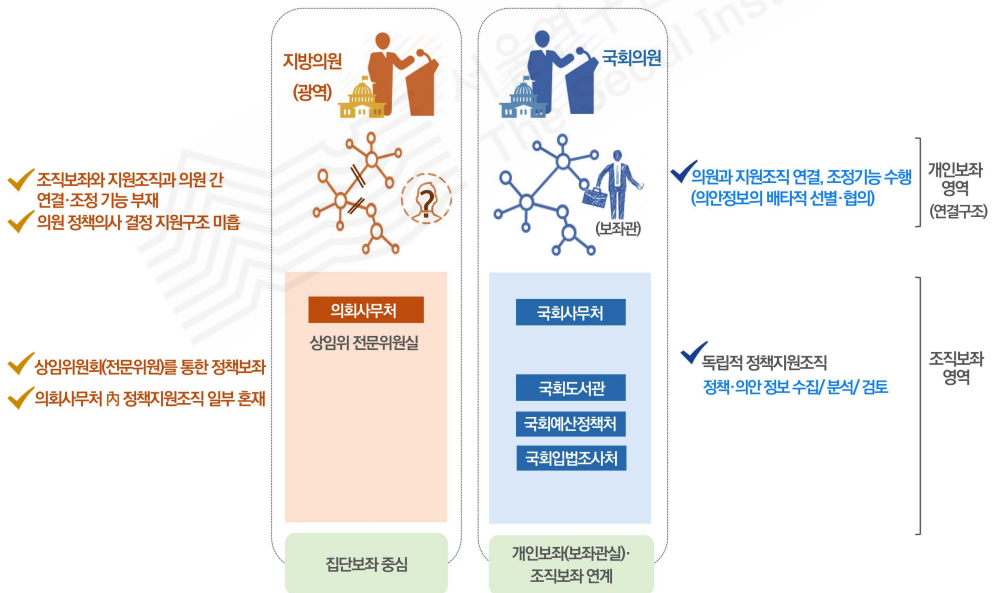 지방의원
(광역)
국회의원
조직보좌와 지원조직과 의원 간
연결·조정 기능 부재
의원 정책의사 결정 지원구조 미흡
?
(보좌관)
의원과 지원조직 연결, 조정기능 수행
(의안정보의 배타적 선별·협의)
개인보좌
영역
(연결구조)
의회사무처
상임위 전문위원실
국회사무처
국회도서관
국회예산정책처
국회입법조사처
상임위원회(전문위원)를 통한 정책보좌
의회사무처 內 정책지원조직 일부 혼재
독립적 정책지원조직
정책·의안 정보 수집/ 분석/ 검토
조직보좌
영역
집단보좌 중심
개인보좌(보좌관실)·
조직보좌 연계